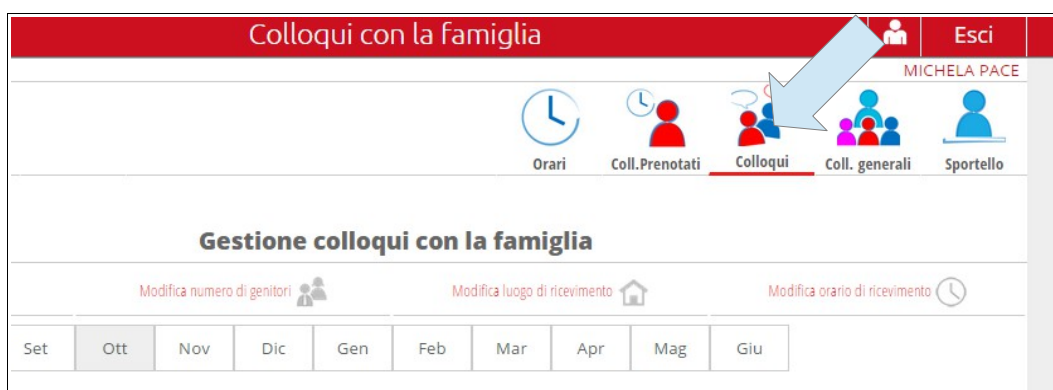 Colloqui con la famiglia Esci
MICHELA PACE
Orari Coll.Prenotati Colloqui Coll. generali Sportello
Gestione colloqui con la famiglia
Modifica numero di genitori Modifica luogo di ricevimento Modifica orario di ricevimento
Set Ott Nov Dic Gen Feb Mar Apr Mag Giu